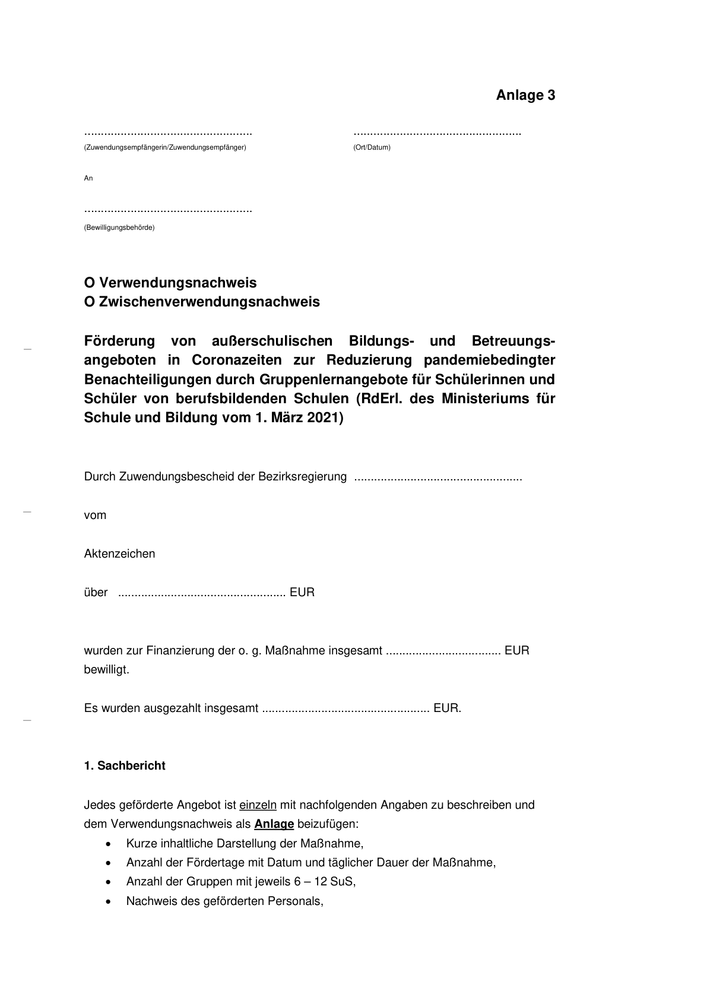 Anlage 3
…………………………………………… ……………………………………………
(Zuwendungsempfängerin/Zuwendungsempfänger) (Ort/Datum)
An
……………………………………………
(Bewilligungsbehörde)
O Verwendungsnachweis
O Zwischenverwendungsnachweis
Förderung von außerschulischen Bildungs- und Betreuungs-
angeboten in Coronazeiten zur Reduzierung pandemiebedingter
Benachteiligungen durch Gruppenlernangebote für Schülerinnen und
Schüler von berufsbildenden Schulen (RdErl. des Ministeriums für
Schule und Bildung vom 1. März 2021)
Durch Zuwendungsbescheid der Bezirksregierung ……………………………………………
vom
Aktenzeichen
über …………………………………………… EUR
wurden zur Finanzierung der o. g. Maßnahme insgesamt …………………………….. EUR
bewilligt.
Es wurden ausgezahlt insgesamt …………………………………………… EUR.
1. Sachbericht
Jedes geförderte Angebot ist einzeln mit nachfolgenden Angaben zu beschreiben und
dem Verwendungsnachweis als Anlage beizufügen:
• Kurze inhaltliche Darstellung der Maßnahme,
• Anzahl der Fördertage mit Datum und täglicher Dauer der Maßnahme,
• Anzahl der Gruppen mit jeweils 6 – 12 SuS,
• Nachweis des geförderten Personals,